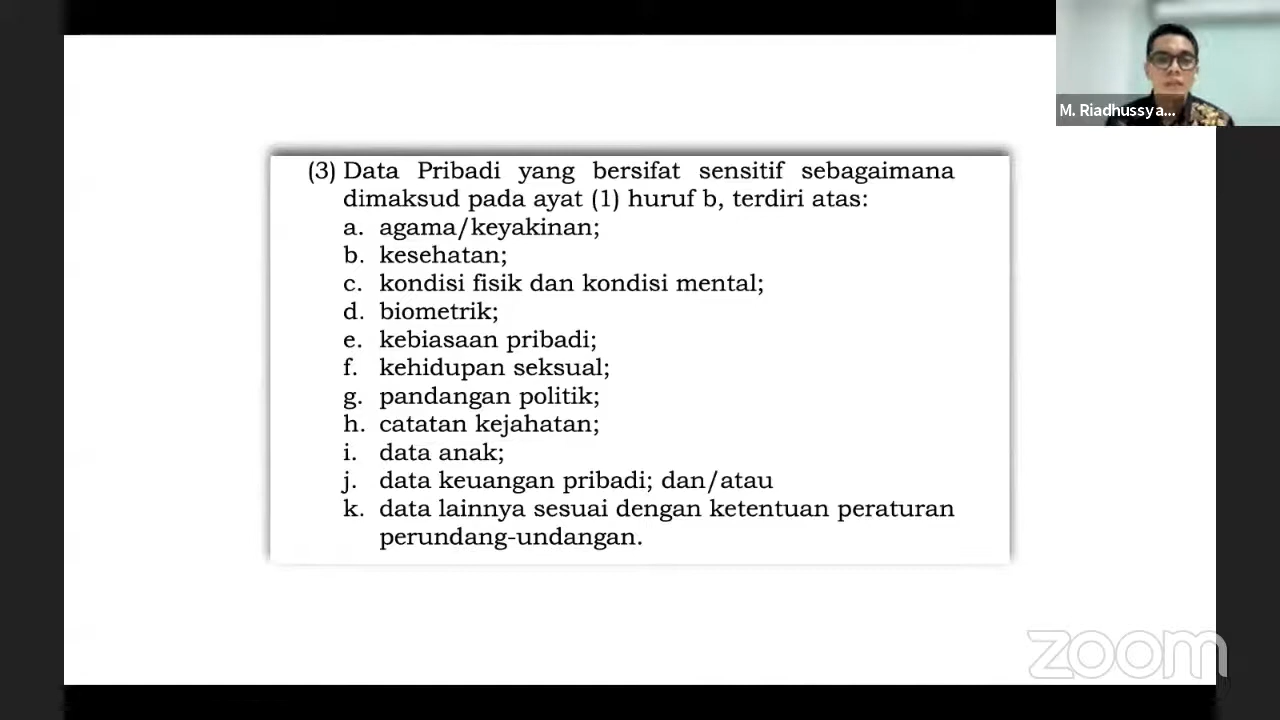 M. Riadhussya...
(3) Data Pribadi yang bersifat sensitif sebagaimana
dimaksud pada ayat (1) huruf b, terdiri atas:
a. agama/keyakinan;
b. kesehatan;
c. kondisi fisik dan kondisi mental;
d. biometrik;
e. kebiasaan pribadi;
f. kehidupan seksual;
g. pandangan politik;
h. catatan kejahatan;
i. data anak;
j. data keuangan pribadi; dan/atau
k. data lainnya sesuai dengan ketentuan peraturan
perundang-undangan.
zoom